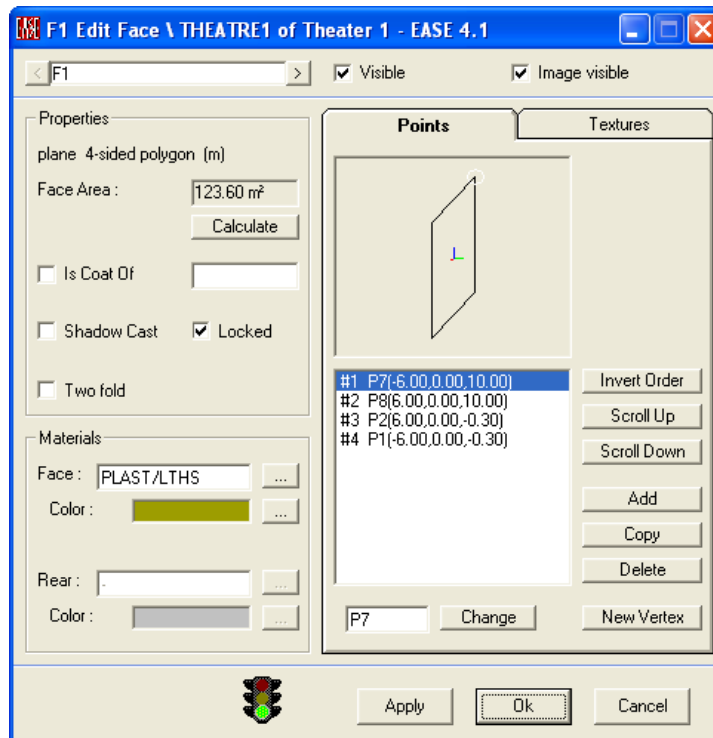 EASE F1 Edit Face \ THEATRE1 of Theater 1 - EASE 4.1
< F1 > Visible Image visible
Properties
plane 4-sided polygon (m)
Face Area : 123.60 m²
Calculate
Is Coat Of
Shadow Cast Locked
Two fold
Materials
Face : PLAST/LTHS ...
Color : ...
Rear : . ...
Color : ...
Points Textures
#1 P7(-6.00,0.00,10.00)
#2 P8(6.00,0.00,10.00)
#3 P2(6.00,0.00,-0.30)
#4 P1(-6.00,0.00,-0.30)
Invert Order
Scroll Up
Scroll Down
Add
Copy
Delete
P7 Change New Vertex
Apply Ok Cancel